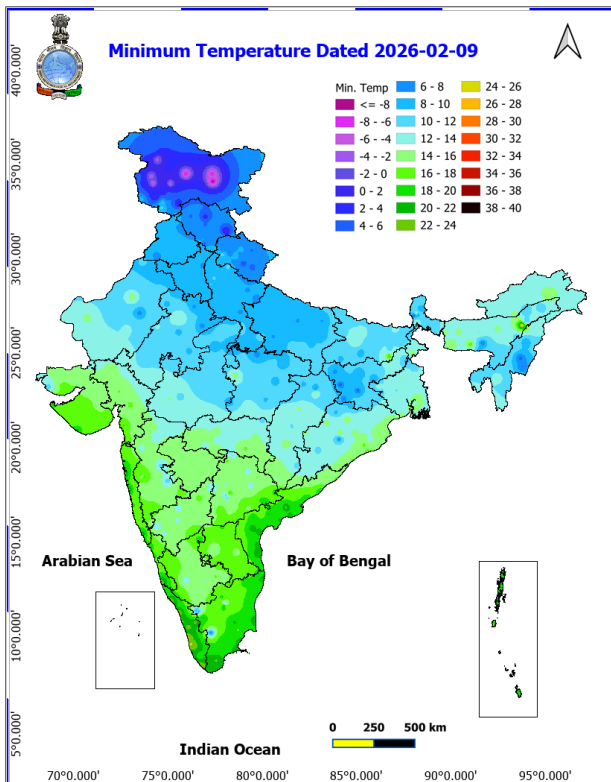 Minimum Temperature Dated 2026-02-09
Min. Temp
<= -8
-8 - -6
-6 - -4
-4 - -2
-2 - 0
0 - 2
2 - 4
4 - 6
6 - 8
8 - 10
10 - 12
12 - 14
14 - 16
16 - 18
18 - 20
20 - 22
22 - 24
24 - 26
26 - 28
28 - 30
30 - 32
32 - 34
34 - 36
36 - 38
38 - 40
40°0.000'
35°0.000'
30°0.000'
25°0.000'
20°0.000'
15°0.000'
10°0.000'
5°0.000'
Arabian Sea
Bay of Bengal
0 250 500 km
Indian Ocean
70°0.000' 75°0.000' 80°0.000' 85°0.000' 90°0.000' 95°0.000'